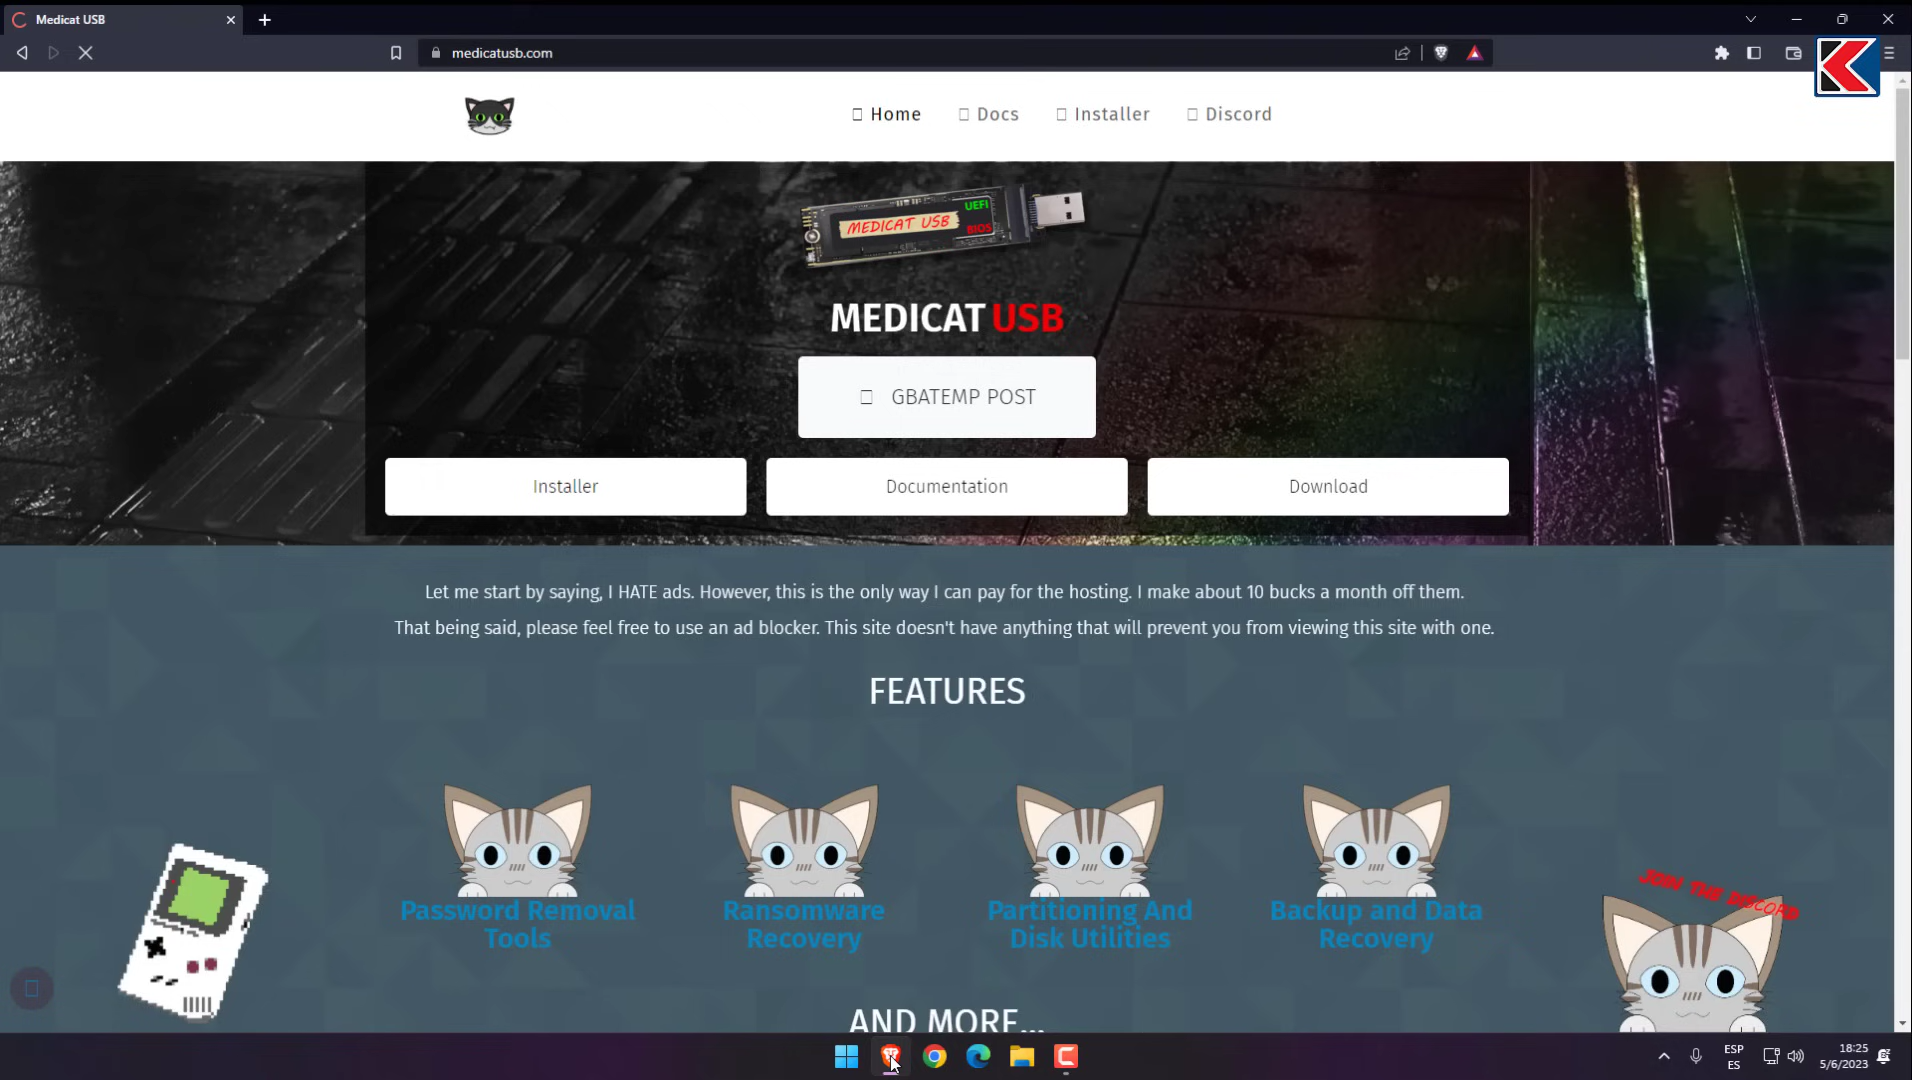 Medicat USB
medicatusb.com
Home
Docs
Installer
Discord
MEDICAT USB
UEFI
BIOS
MEDICAT USB
GBATEMP POST
Installer
Documentation
Download
Let me start by saying, I HATE ads. However, this is the only way I can pay for the hosting. I make about 10 bucks a month off them.
That being said, please feel free to use an ad blocker. This site doesn't have anything that will prevent you from viewing this site with one.
FEATURES
Password Removal
Tools
Ransomware
Recovery
Partitioning And
Disk Utilities
Backup and Data
Recovery
JOIN THE DISCORD
AND MORE...
ESP
ES
18:25
5/6/2023